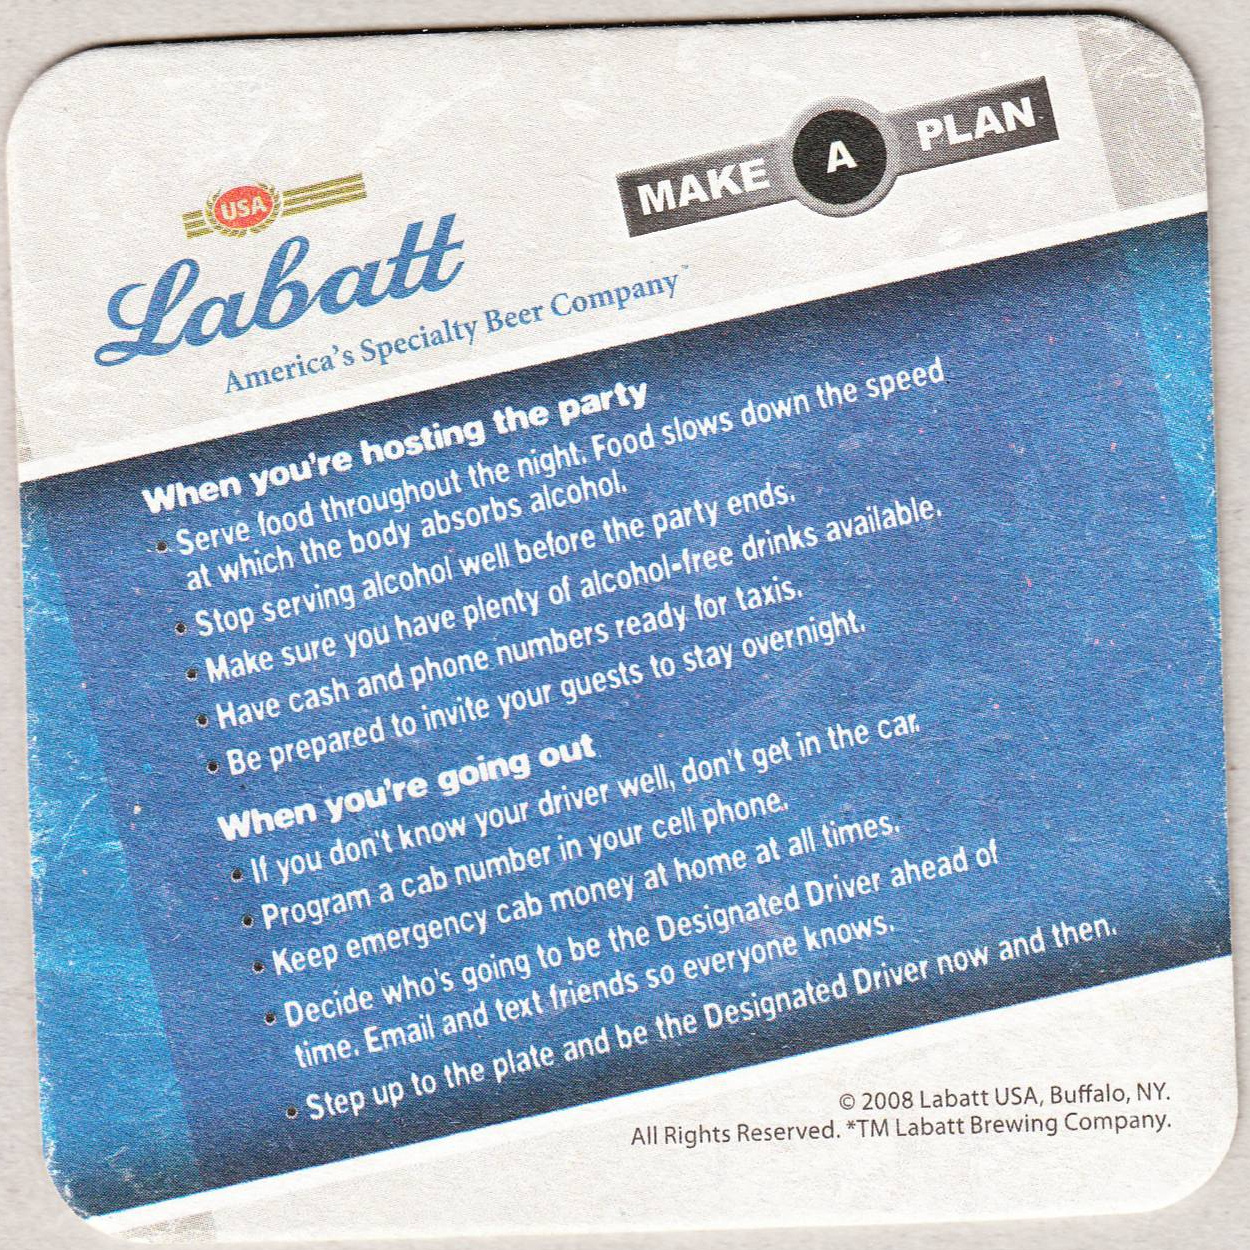 MAKE A PLAN
USA
Labatt
America's Specialty Beer Company™
When you're hosting the party
• Serve food throughout the night. Food slows down the speed
at which the body absorbs alcohol.
• Stop serving alcohol well before the party ends.
• Make sure you have plenty of alcohol-free drinks available.
• Have cash and phone numbers ready for taxis.
• Be prepared to invite your guests to stay overnight.
When you're going out
• If you don't know your driver well, don't get in the car.
• Program a cab number in your cell phone.
• Keep emergency cab money at home at all times.
• Decide who's going to be the Designated Driver ahead of
time. Email and text friends so everyone knows.
• Step up to the plate and be the Designated Driver now and then.
© 2008 Labatt USA, Buffalo, NY.
All Rights Reserved. *TM Labatt Brewing Company.